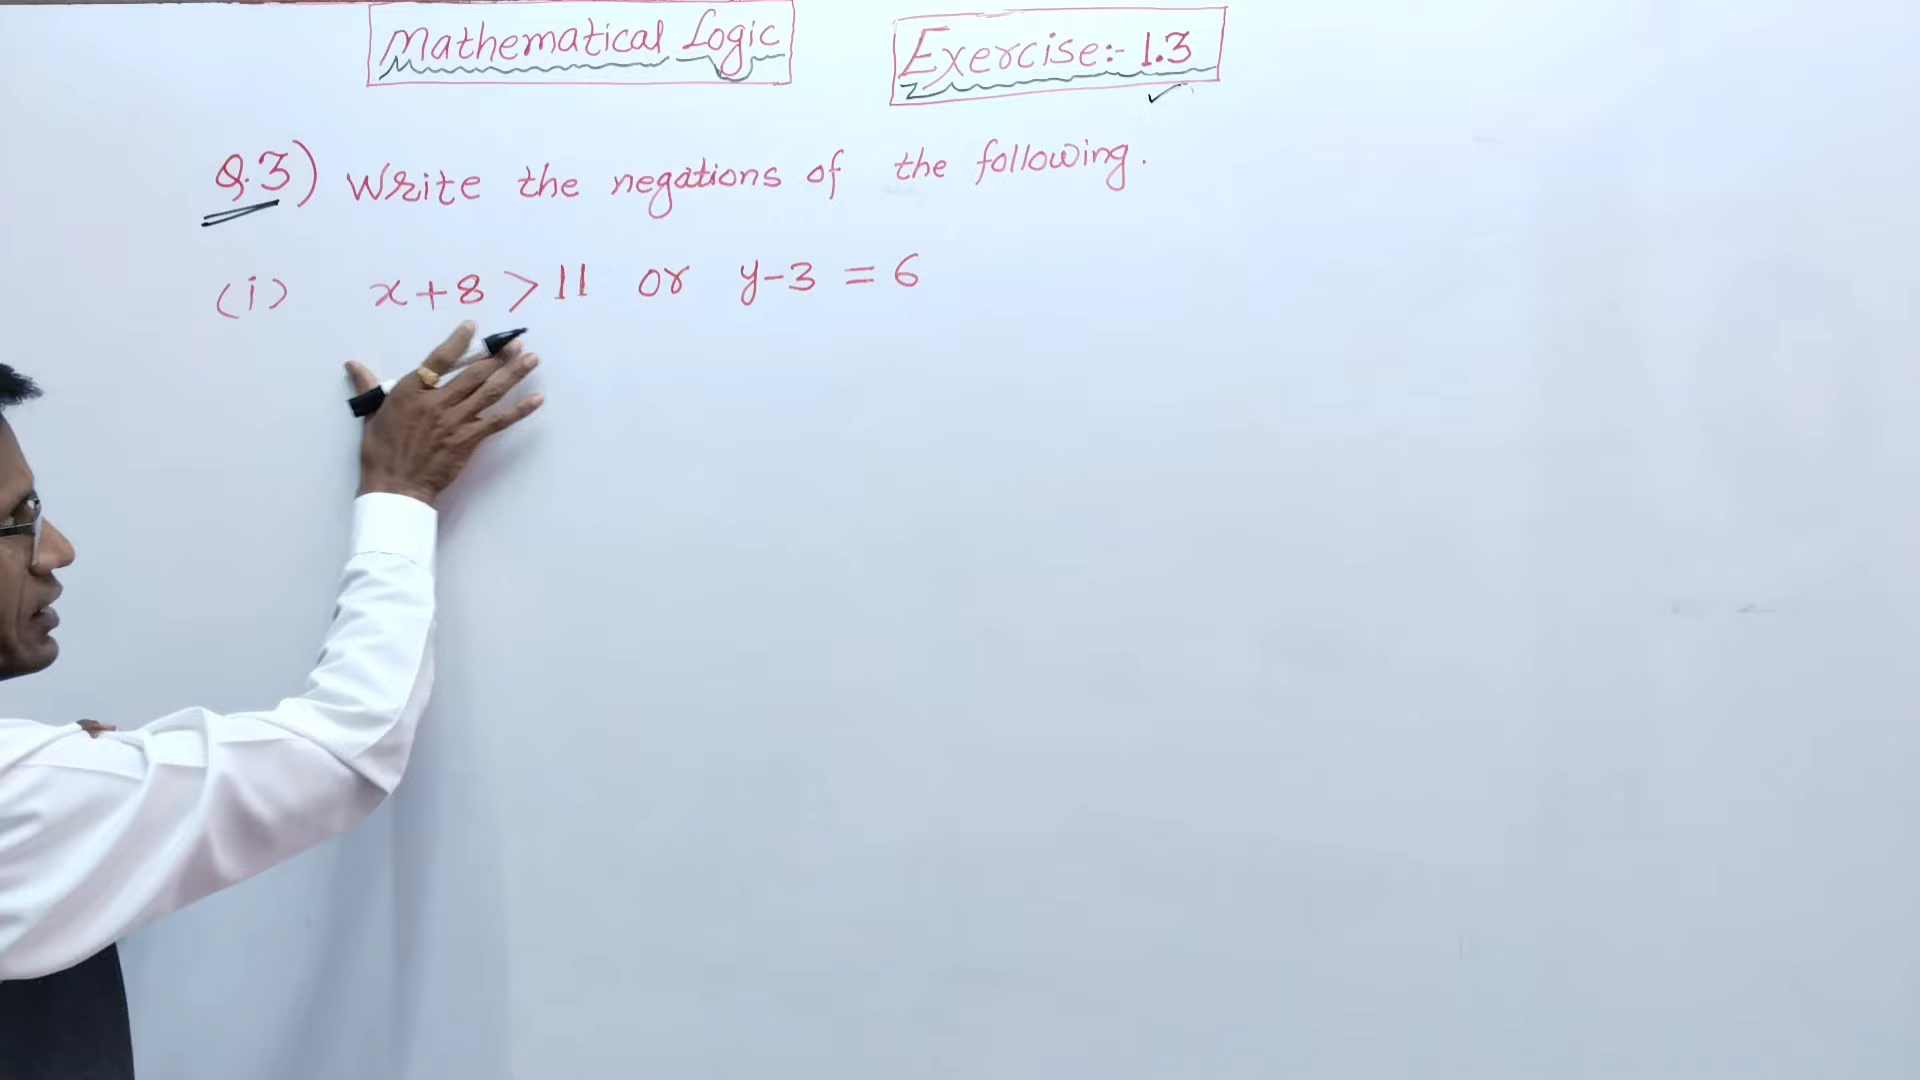 Mathematical Logic
Exercise:- 1.3
Q.3) Write the negations of the following.
(i) x+8 > 11 or y-3 = 6